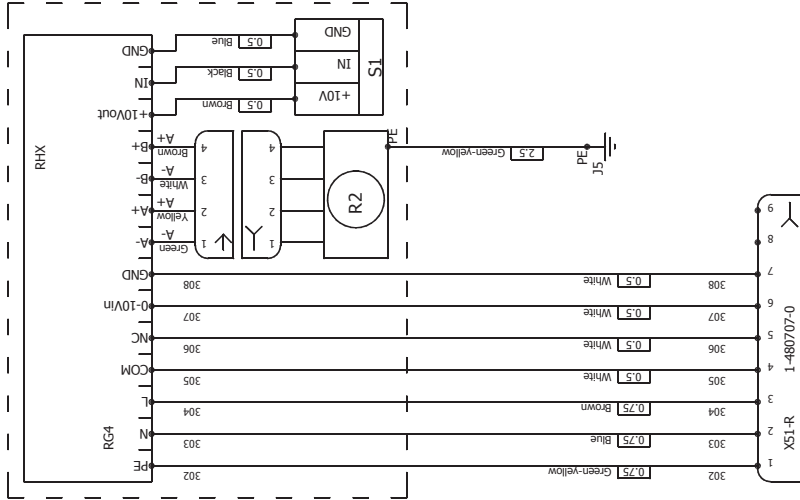 GND
Blue 0.5
GND
IN
Black 0.5
IN
S1
+10Vout
Brown 0.5
+10V
RHX
B+
A+
Brown
4
4
PE
Green-yellow 2.5
PE
J5
B-
A-
White
3
3
A+
A+
Yellow
2
2
R2
A-
A-
Green
1
1
9
8
GND
308
White 0.5
308
7
0-10Vin
307
White 0.5
307
6
NC
306
White 0.5
306
5
COM
305
White 0.5
305
4
L
304
Brown 0.75
304
3
N
303
Blue 0.75
303
2
PE
302
Green-yellow 0.75
302
1
RG4
1-480707-0
X51-R